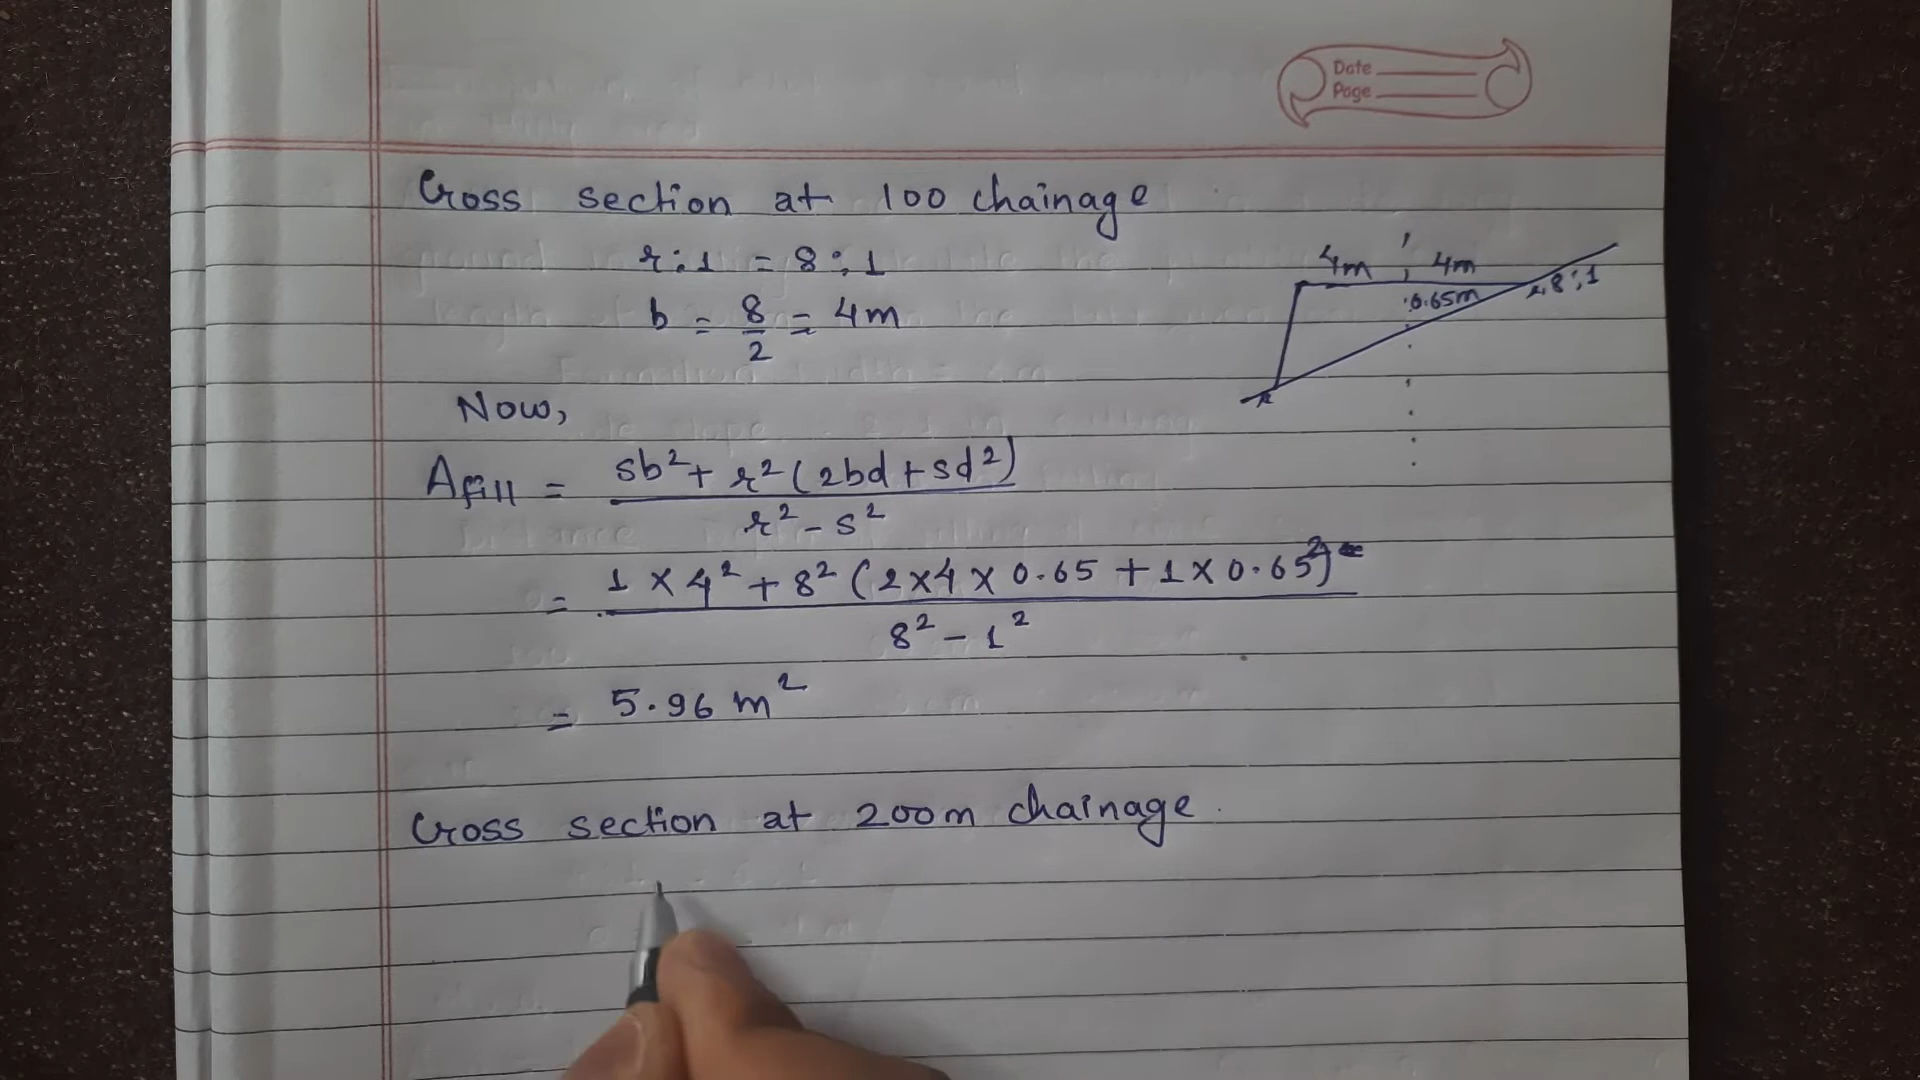 Date
Page
Cross section at 100 chainage
r:1 = 8:1
b = 8/2 = 4m
4m 4m
0.65m 8:1
Now,
Afill = sb² + r²(2bd + sd²) / r² - s²
= 1 × 4² + 8² (2×4 × 0.65 + 1 × 0.65²) / 8² - 1²
= 5.96 m²
Cross section at 200m chainage.